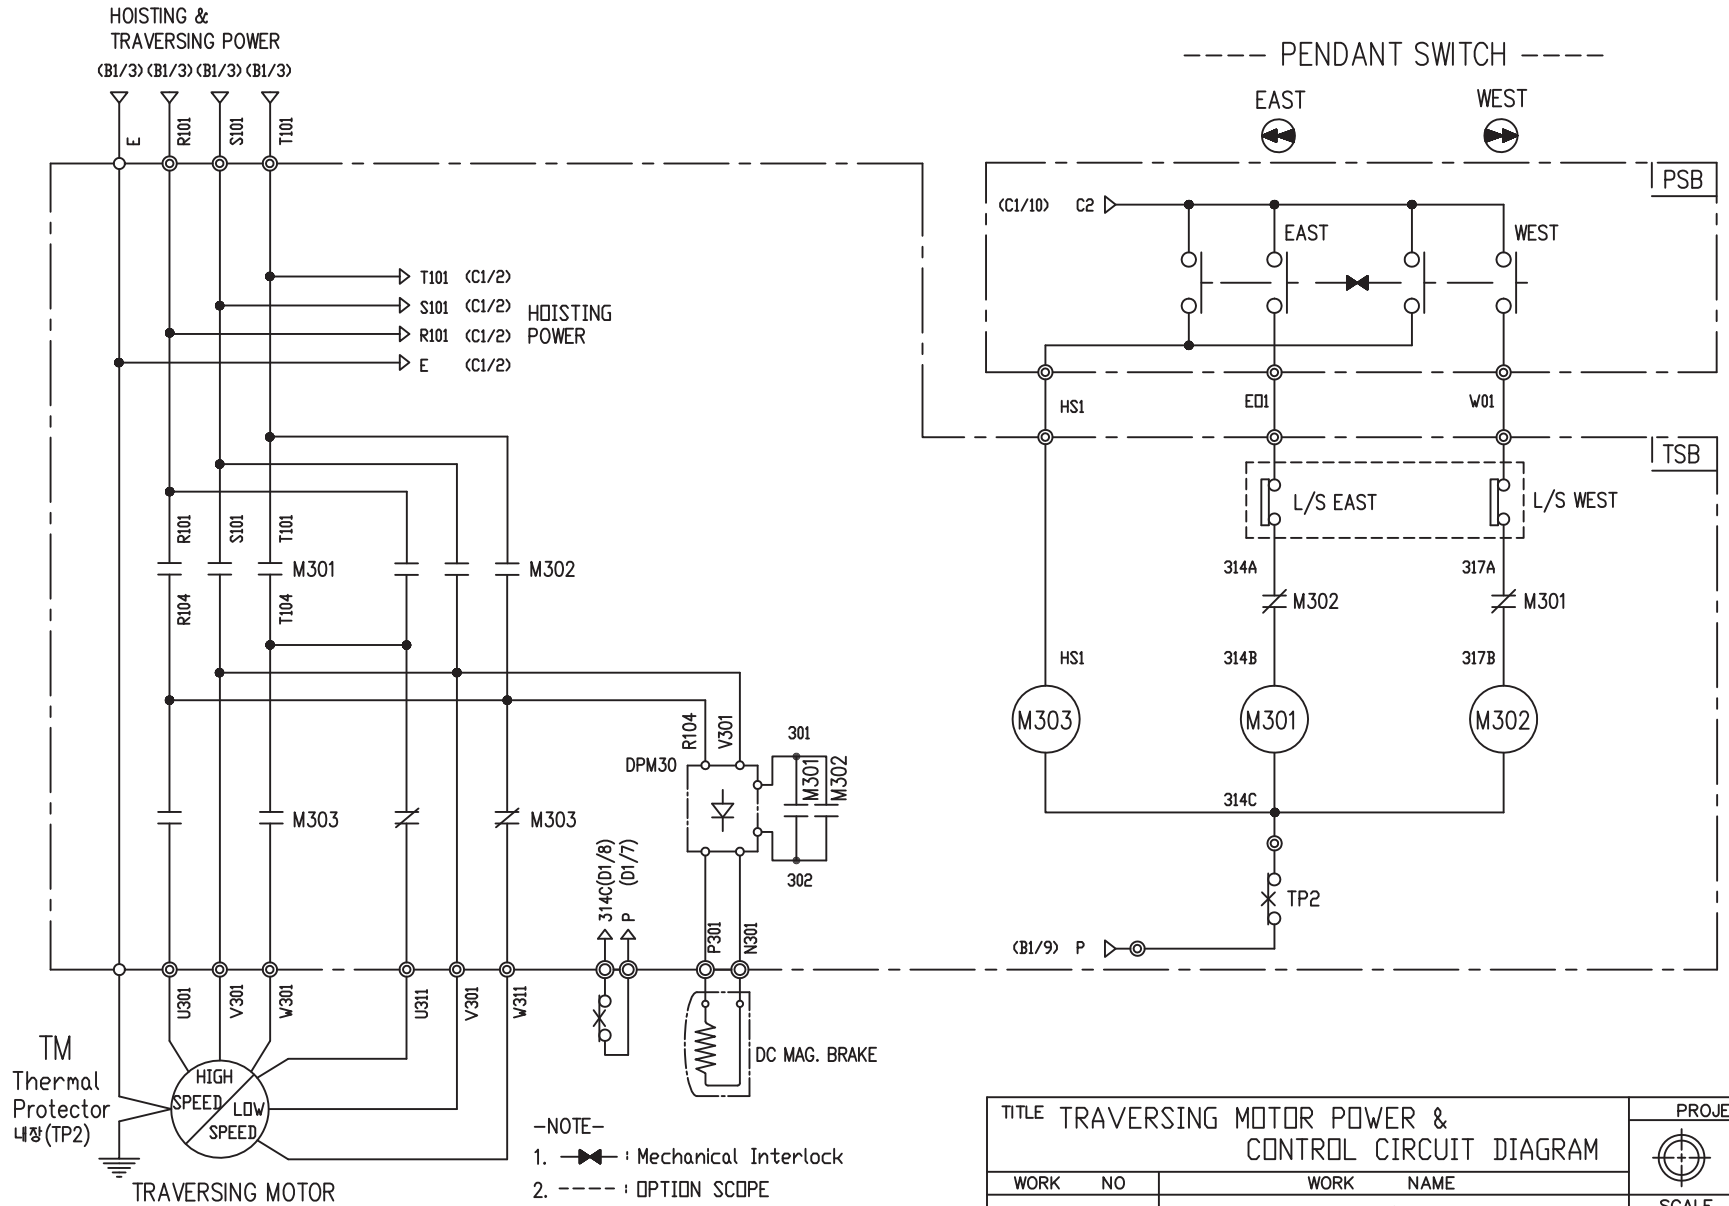 HOISTING &
TRAVERSING POWER
(B1/3) (B1/3) (B1/3) (B1/3)
E R101 S101 T101
---- PENDANT SWITCH ----
EAST WEST
PSB
(C1/10) C2
EAST WEST
T101 (C1/2)
S101 (C1/2)
R101 (C1/2)
E (C1/2)
HOISTING
POWER
HS1 E01 W01
TSB
L/S EAST L/S WEST
R101 S101 T101
M301 M302
R104 T104
314A 317A
M302 M301
HS1 314B 317B
M303 M301 M302
314C
R104 V301
301
DPM30
M301 M302
302
M303 M303
314C(D1/8)
P (D1/7)
P301 N301
TP2
(B1/9) P
U301 V301 W301 U311 V301 W311
TM
Thermal
Protector
내장(TP2)
HIGH
SPEED
LOW
SPEED
TRAVERSING MOTOR
DC MAG. BRAKE
-NOTE-
1. : Mechanical Interlock
2. ---- : OPTION SCOPE
TITLE TRAVERSING MOTOR POWER &
CONTROL CIRCUIT DIAGRAM
PROJE
WORK NO WORK NAME
SCALE